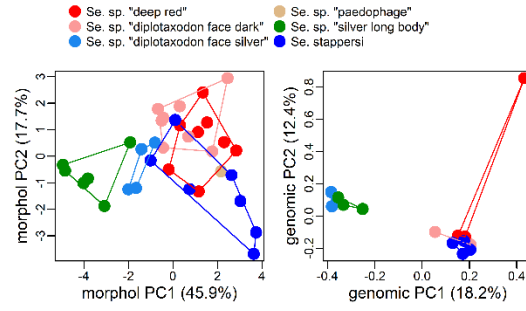 Se. sp. "deep red"
Se. sp. "diplotaxodon face dark"
Se. sp. "diplotaxodon face silver"
Se. sp. "paedophage"
Se. sp. "silver long body"
Se. stappersi
morphol PC2 (17.7%)
3
2
1
0
-1
-2
-3
-4
-2
0
2
4
morphol PC1 (45.9%)
genomic PC2 (12.4%)
0.8
0.6
0.4
0.2
0.0
-0.2
-0.4
-0.2
0.0
0.2
0.4
genomic PC1 (18.2%)